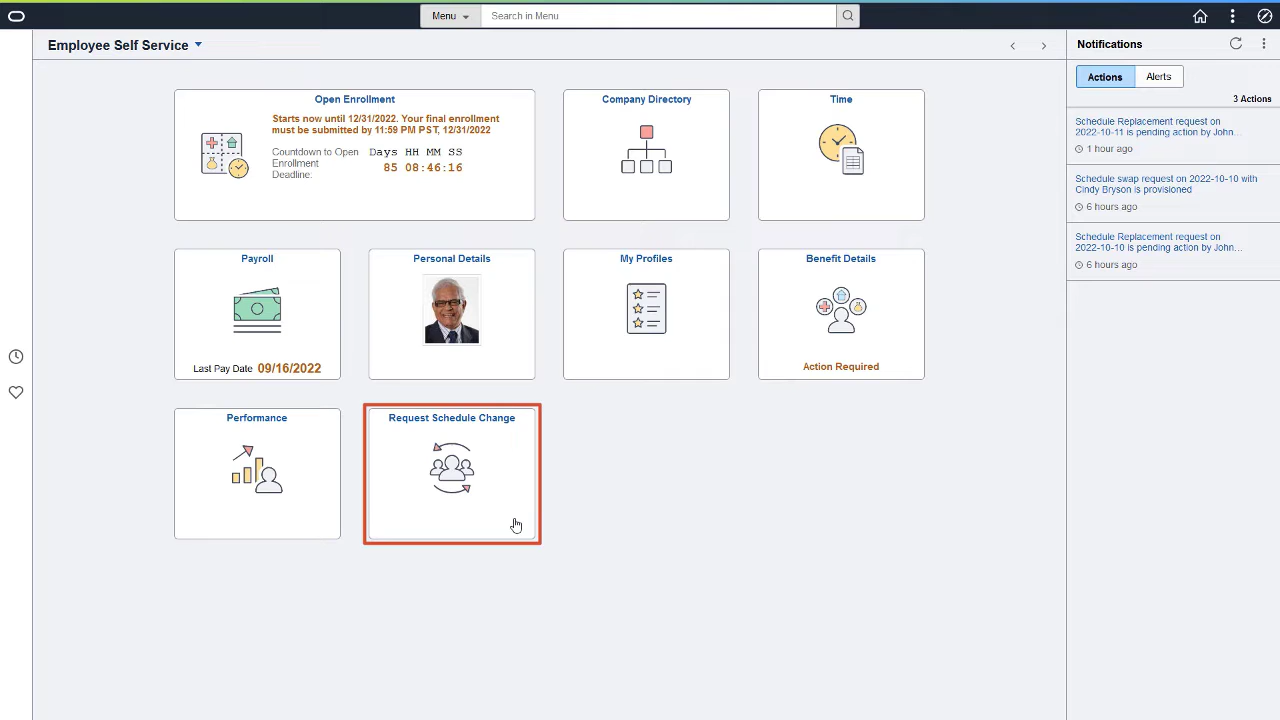 Menu
Search in Menu
Employee Self Service
Open Enrollment
Starts now until 12/31/2022. Your final enrollment
must be submitted by 11:59 PM PST, 12/31/2022
Countdown to Open
Enrollment
Deadline:
Days HH MM SS
85 08:46:16
Company Directory
Time
Payroll
Last Pay Date 09/16/2022
Personal Details
My Profiles
Benefit Details
Action Required
Performance
Request Schedule Change
Notifications
Actions
Alerts
3 Actions
Schedule Replacement request on
2022-10-11 is pending action by John...
1 hour ago
Schedule swap request on 2022-10-10 with
Cindy Bryson is provisioned
6 hours ago
Schedule Replacement request on
2022-10-10 is pending action by John...
6 hours ago